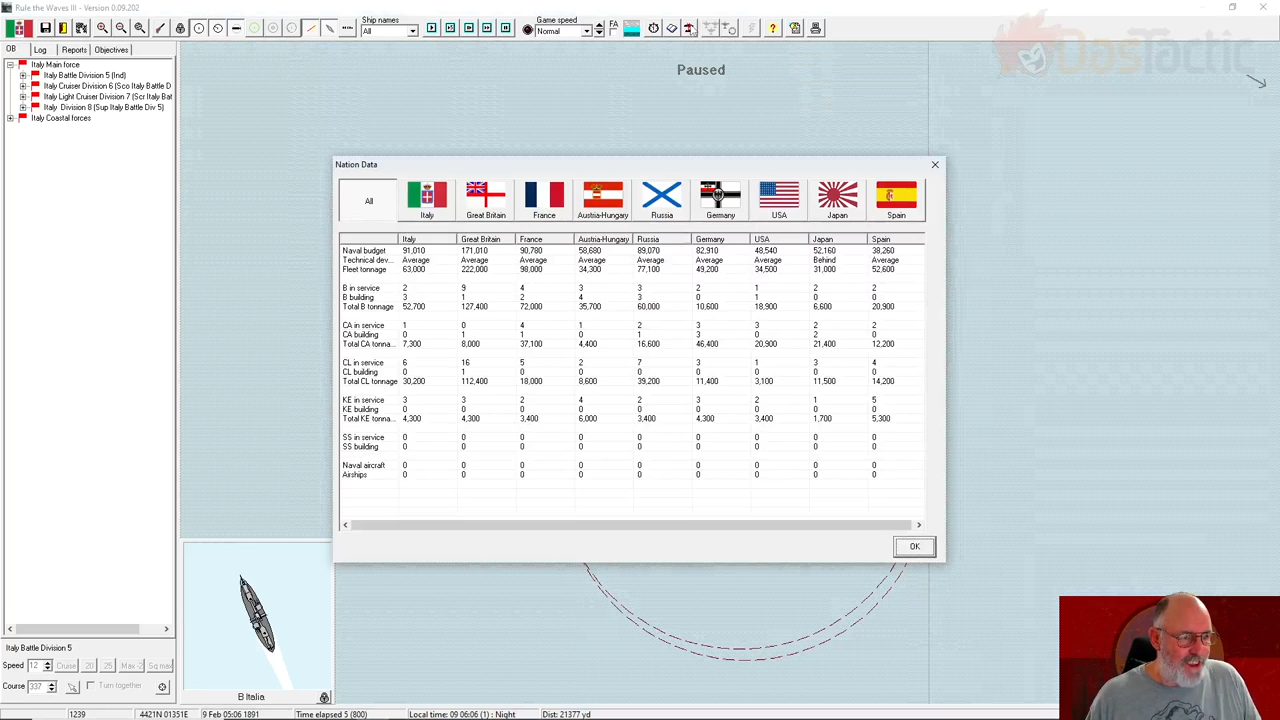 Rule the Waves III - Version 0.09.202
Ship names
All
Game speed
Normal
FA
OB Log Reports Objectives
DasTactic
Paused
Italy Main force
Italy Battle Division 5 (Ind)
Italy Cruiser Division 6 (Sco Italy Battle D
Italy Light Cruiser Division 7 (Scr Italy Bat
Italy Division 8 (Sup Italy Battle Div 5)
Italy Coastal forces
Nation Data
All Italy Great Britain France Austria-Hungary Russia Germany USA Japan Spain
Italy Great Britain France Austria-Hungary Russia Germany USA Japan Spain
Naval budget 91,010 171,010 90,780 58,680 89,070 82,910 48,540 52,160 38,260
Technical dev... Average Average Average Average Average Average Average Behind Average
Fleet tonnage 63,000 222,000 98,000 34,300 77,100 49,200 34,500 31,000 52,600
B in service 2 9 4 3 3 2 1 2 2
B building 3 1 2 4 3 0 1 0 0
Total B tonnage 52,700 127,400 72,000 35,700 60,000 10,600 18,900 6,600 20,900
CA in service 1 0 4 1 2 3 3 2 2
CA building 0 1 1 0 1 3 0 2 0
Total CA tonna... 7,300 8,000 37,100 4,400 16,600 46,400 20,900 21,400 12,200
CL in service 6 16 5 2 7 3 1 3 4
CL building 0 1 0 0 0 0 0 0 0
Total CL tonnage 30,200 112,400 18,000 8,600 39,200 11,400 3,100 11,500 14,200
KE in service 3 3 2 4 2 3 2 1 5
KE building 0 0 0 0 0 0 0 0 0
Total KE tonna... 4,300 4,300 3,400 6,000 3,400 4,300 3,400 1,700 5,300
SS in service 0 0 0 0 0 0 0 0 0
SS building 0 0 0 0 0 0 0 0 0
Naval aircraft 0 0 0 0 0 0 0 0 0
Airships 0 0 0 0 0 0 0 0 0
OK
Italy Battle Division 5
Speed 12 Cruise 20 25 Max -2 Sq max
Course 337 Turn together
B Italia
1239 4421N 01351E 9 Feb 05:06 1891 Time elapsed 5 (800) Local time: 09 06:06 (1) : Night Dist: 21377 yd